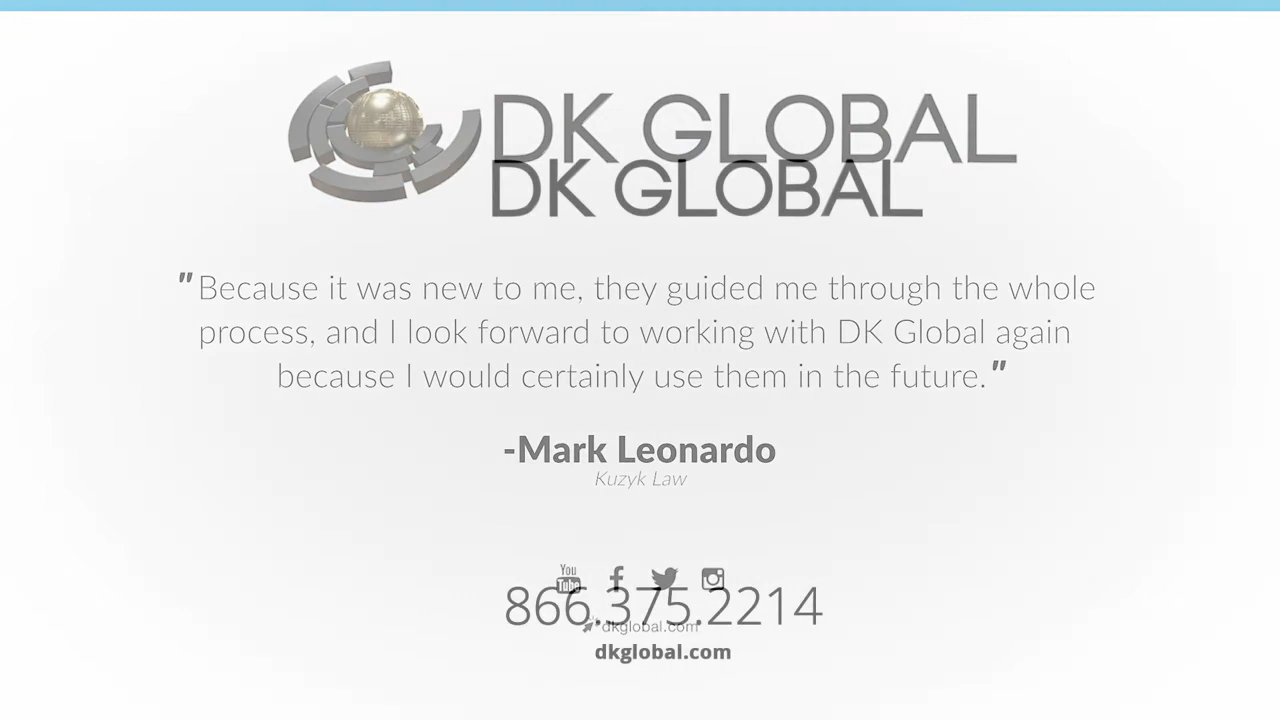 DK GLOBAL
DK GLOBAL
"Because it was new to me, they guided me through the whole
process, and I look forward to working with DK Global again
because I would certainly use them in the future."
-Mark Leonardo
Kuzyk Law
You
Tube
866.375.2214
dkglobal.com
dkglobal.com